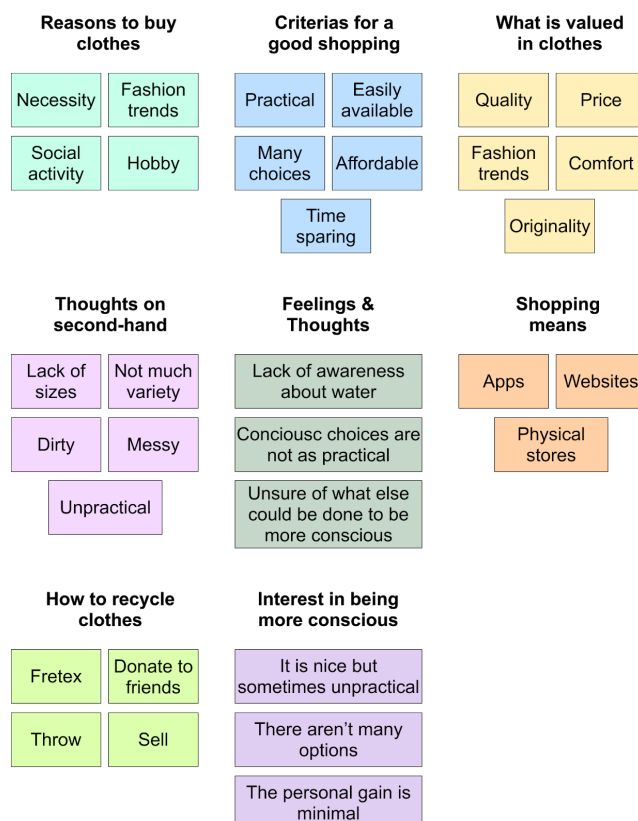 Reasons to buy
clothes
Necessity
Fashion
trends
Social
activity
Hobby
Criterias for a
good shopping
Practical
Easily
available
Many
choices
Affordable
Time
sparing
What is valued
in clothes
Quality
Price
Fashion
trends
Comfort
Originality
Thoughts on
second-hand
Lack of
sizes
Not much
variety
Dirty
Messy
Unpractical
Feelings &
Thoughts
Lack of awareness
about water
Conciousc choices are
not as practical
Unsure of what else
could be done to be
more conscious
Shopping
means
Apps
Websites
Physical
stores
How to recycle
clothes
Fretex
Donate to
friends
Throw
Sell
Interest in being
more conscious
It is nice but
sometimes unpractical
There aren’t many
options
The personal gain is
minimal